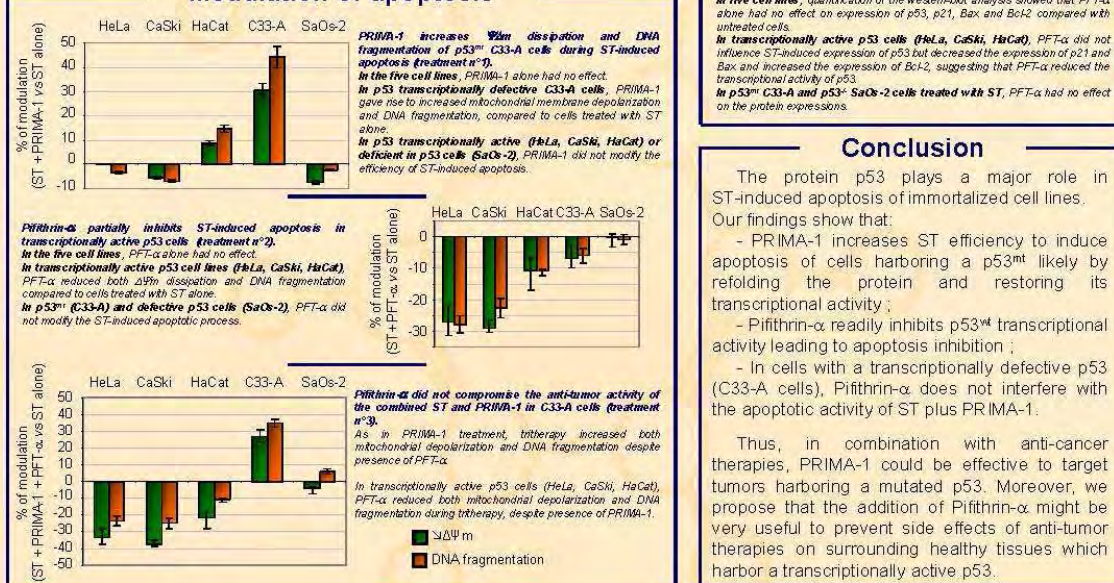 Modulation of apoptosis
HeLa CaSki HaCat C33-A SaOs-2
% of modulation
(ST +PRIMA-1 vs ST alone)
50
40
30
20
10
0
-10
PRIMA-1 increases ΨΔm dissipation and DNA
fragmentation of p53mt C33-A cells during ST-induced
apoptosis (treatment n°1).
In the five cell lines, PRIMA-1 alone had no effect.
In p53 transcriptionally defective C33-A cells, PRIMA-1
gave rise to increased mitochondrial membrane depolarization
and DNA fragmentation, compared to cells treated with ST
alone.
In p53 transcriptionally active (HeLa, CaSki, HaCat) or
deficient in p53 cells (SaOs-2), PRIMA-1 did not modify the
efficiency of ST-induced apoptosis.
Pifithrin-α partially inhibits ST-induced apoptosis in
transcriptionally active p53 cells (treatment n°2).
In the five cell lines, PFT-α alone had no effect.
In transcriptionally active p53 cell lines (HeLa, CaSki, HaCat),
PFT-α reduced both ΔΨm dissipation and DNA fragmentation
compared to cells treated with ST alone.
In p53mt (C33-A) and defective p53 cells (SaOs-2), PFT-α did
not modify the ST-induced apoptotic process.
HeLa CaSki HaCat C33-A SaOs-2
% of modulation
(ST +PFT-α vs ST alone)
0
-10
-20
-30
HeLa CaSki HaCat C33-A SaOs-2
% of modulation
(ST + PRIMA-1 + PFT-α vs ST alone)
50
40
30
20
10
0
-10
-20
-30
-40
-50
Pifithrin-α did not compromise the anti-tumor activity of
the combined ST and PRIMA-1 in C33-A cells (treatment
n°3).
As in PRIMA-1 treatment, tritherapy increased both
mitochondrial depolarization and DNA fragmentation despite
presence of PFT-α.
In transcriptionally active p53 cells (HeLa, CaSki, HaCat),
PFT-α reduced both mitochondrial depolarization and DNA
fragmentation during tritherapy, despite presence of PRIMA-1.
↘ΔΨ m
DNA fragmentation
In five cell lines, quantification of the western-blot analysis showed that PFT-α
alone had no effect on expression of p53, p21, Bax and Bcl-2 compared with
untreated cells.
In transcriptionally active p53 cells (HeLa, CaSki, HaCat), PFT-α did not
influence ST-induced expression of p53 but decreased the expression of p21 and
Bax and increased the expression of Bcl-2, suggesting that PFT-α reduced the
transcriptional activity of p53.
In p53mt C33-A and p53-/- SaOs-2 cells treated with ST, PFT-α had no effect
on the protein expressions.
Conclusion
The protein p53 plays a major role in
ST-induced apoptosis of immortalized cell lines.
Our findings show that:
- PRIMA-1 increases ST efficiency to induce
apoptosis of cells harboring a p53mt likely by
refolding the protein and restoring its
transcriptional activity ;
- Pifithrin-α readily inhibits p53wt transcriptional
activity leading to apoptosis inhibition ;
- In cells with a transcriptionally defective p53
(C33-A cells), Pifithrin-α does not interfere with
the apoptotic activity of ST plus PRIMA-1.
Thus, in combination with anti-cancer
therapies, PRIMA-1 could be effective to target
tumors harboring a mutated p53. Moreover, we
propose that the addition of Pifithrin-α might be
very useful to prevent side effects of anti-tumor
therapies on surrounding healthy tissues which
harbor a transcriptionally active p53.